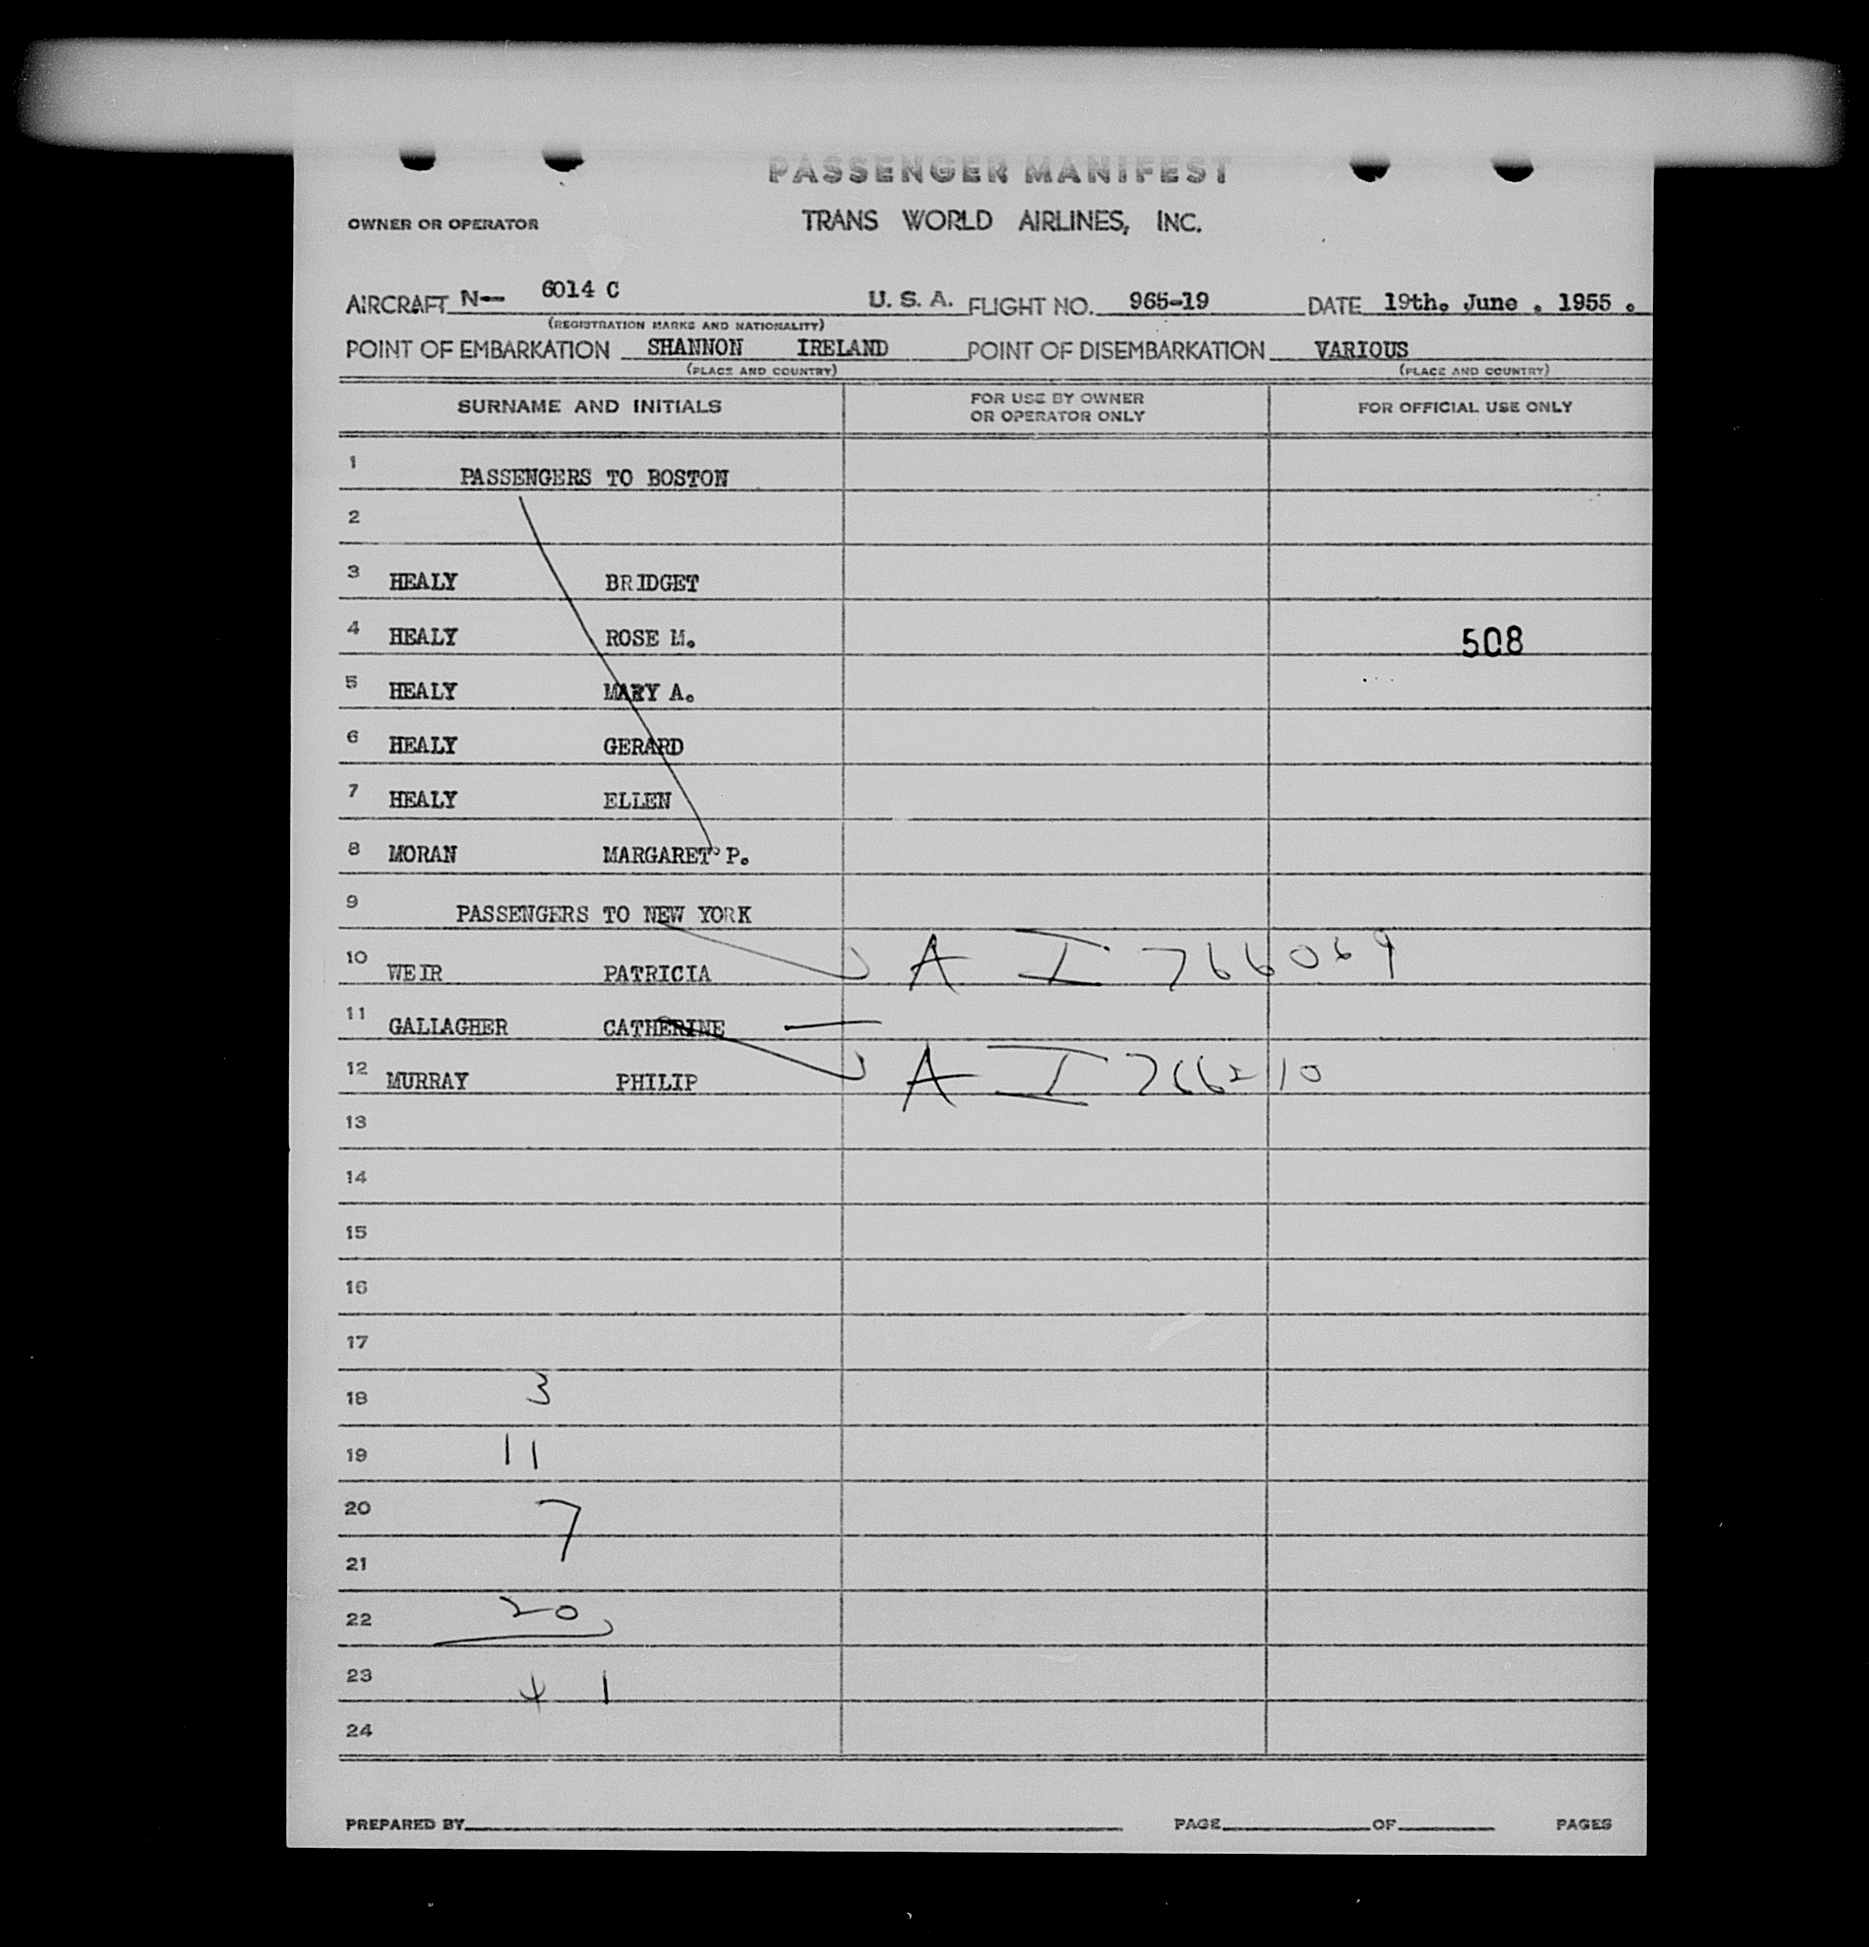 PASSENGER MANIFEST
OWNER OR OPERATOR TRANS WORLD AIRLINES, INC.
AIRCRAFT N-- 6014 C U. S. A. FLIGHT NO. 965-19 DATE 19th. June . 1955 .
(REGISTRATION MARKS AND NATIONALITY)
POINT OF EMBARKATION SHANNON IRELAND POINT OF DISEMBARKATION VARIOUS
(PLACE AND COUNTRY) (PLACE AND COUNTRY)
SURNAME AND INITIALS FOR USE BY OWNER OR OPERATOR ONLY FOR OFFICIAL USE ONLY
1 PASSENGERS TO BOSTON
2
3 HEALY BRIDGET
4 HEALY ROSE M. 508
5 HEALY MARY A.
6 HEALY GERARD
7 HEALY ELLEN
8 MORAN MARGARET P.
9 PASSENGERS TO NEW YORK
10 WEIR PATRICIA A I 766069
11 GALLAGHER CATHERINE —
12 MURRAY PHILIP A I 766210
13
14
15
16
17
18 3
19 11
20 7
21
22 20
23 41
24
PREPARED BY PAGE OF PAGES